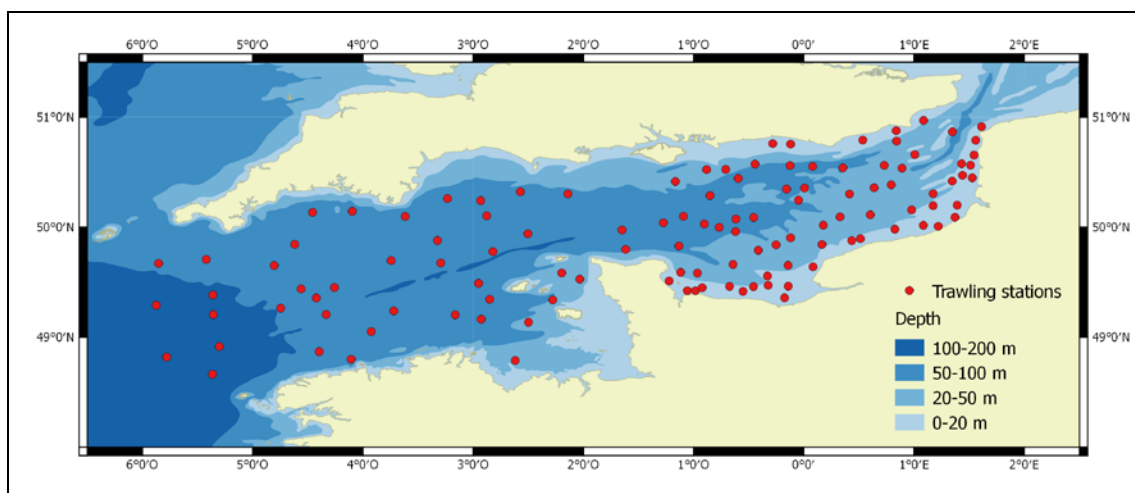 6°0'O 5°0'O 4°0'O 3°0'O 2°0'O 1°0'O 0°0' 1°0'E 2°0'E
51°0'N 51°0'N
50°0'N 50°0'N
49°0'N 49°0'N
Trawling stations
Depth
100-200 m
50-100 m
20-50 m
0-20 m
6°0'O 5°0'O 4°0'O 3°0'O 2°0'O 1°0'O 0°0' 1°0'E 2°0'E